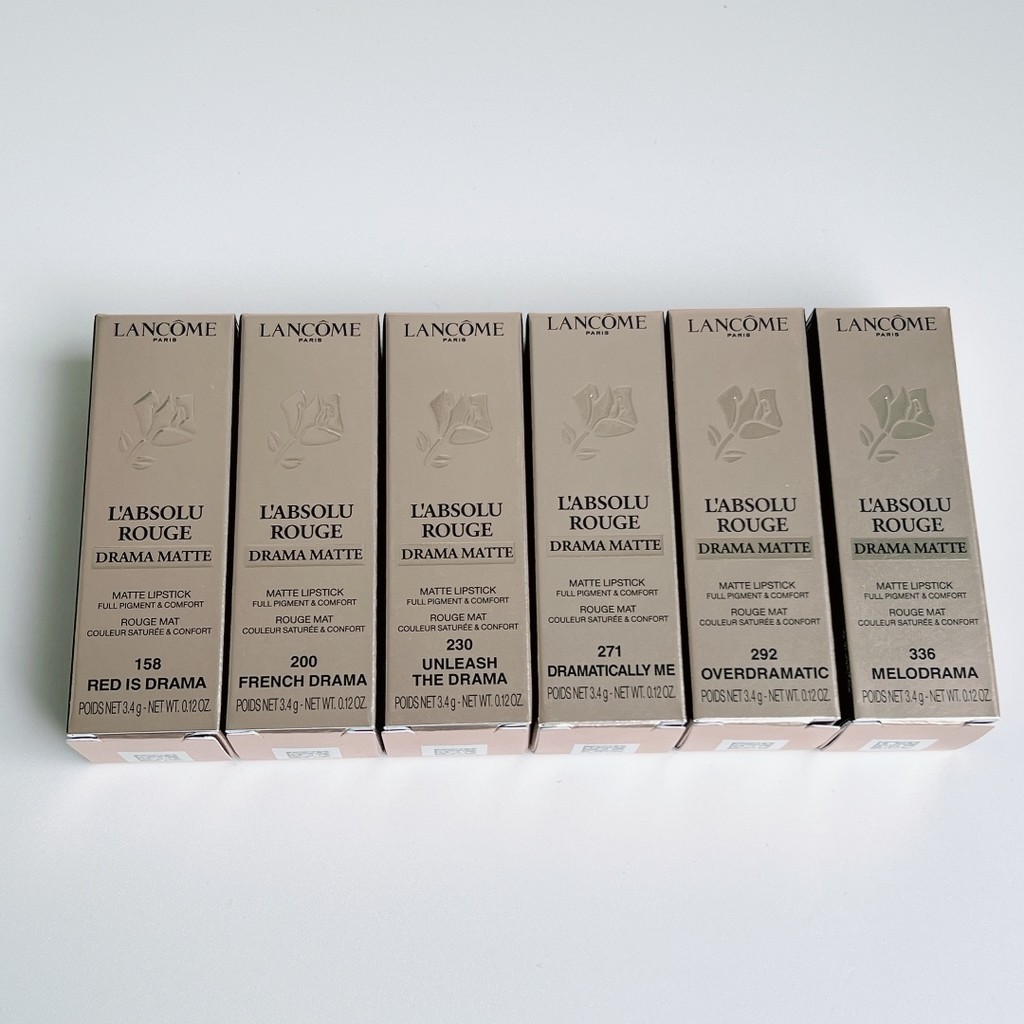 LANCÔME
PARIS
L'ABSOLU
ROUGE
DRAMA MATTE
MATTE LIPSTICK
FULL PIGMENT & COMFORT
ROUGE MAT
COULEUR SATURÉE & CONFORT
158
RED IS DRAMA
POIDS NET 3.4 g - NET WT. 0.12 OZ.
LANCÔME
PARIS
L'ABSOLU
ROUGE
DRAMA MATTE
MATTE LIPSTICK
FULL PIGMENT & COMFORT
ROUGE MAT
COULEUR SATURÉE & CONFORT
200
FRENCH DRAMA
POIDS NET 3.4 g - NET WT. 0.12 OZ.
LANCÔME
PARIS
L'ABSOLU
ROUGE
DRAMA MATTE
MATTE LIPSTICK
FULL PIGMENT & COMFORT
ROUGE MAT
COULEUR SATURÉE & CONFORT
230
UNLEASH
THE DRAMA
POIDS NET 3.4 g - NET WT. 0.12 OZ.
LANCÔME
PARIS
L'ABSOLU
ROUGE
DRAMA MATTE
MATTE LIPSTICK
FULL PIGMENT & COMFORT
ROUGE MAT
COULEUR SATURÉE & CONFORT
271
DRAMATICALLY ME
POIDS NET 3.4 g - NET WT. 0.12 OZ.
LANCÔME
PARIS
L'ABSOLU
ROUGE
DRAMA MATTE
MATTE LIPSTICK
FULL PIGMENT & COMFORT
ROUGE MAT
COULEUR SATURÉE & CONFORT
292
OVERDRAMATIC
POIDS NET 3.4 g - NET WT. 0.12 OZ.
LANCÔME
PARIS
L'ABSOLU
ROUGE
DRAMA MATTE
MATTE LIPSTICK
FULL PIGMENT & COMFORT
ROUGE MAT
COULEUR SATURÉE & CONFORT
336
MELODRAMA
POIDS NET 3.4 g - NET WT. 0.12 OZ.